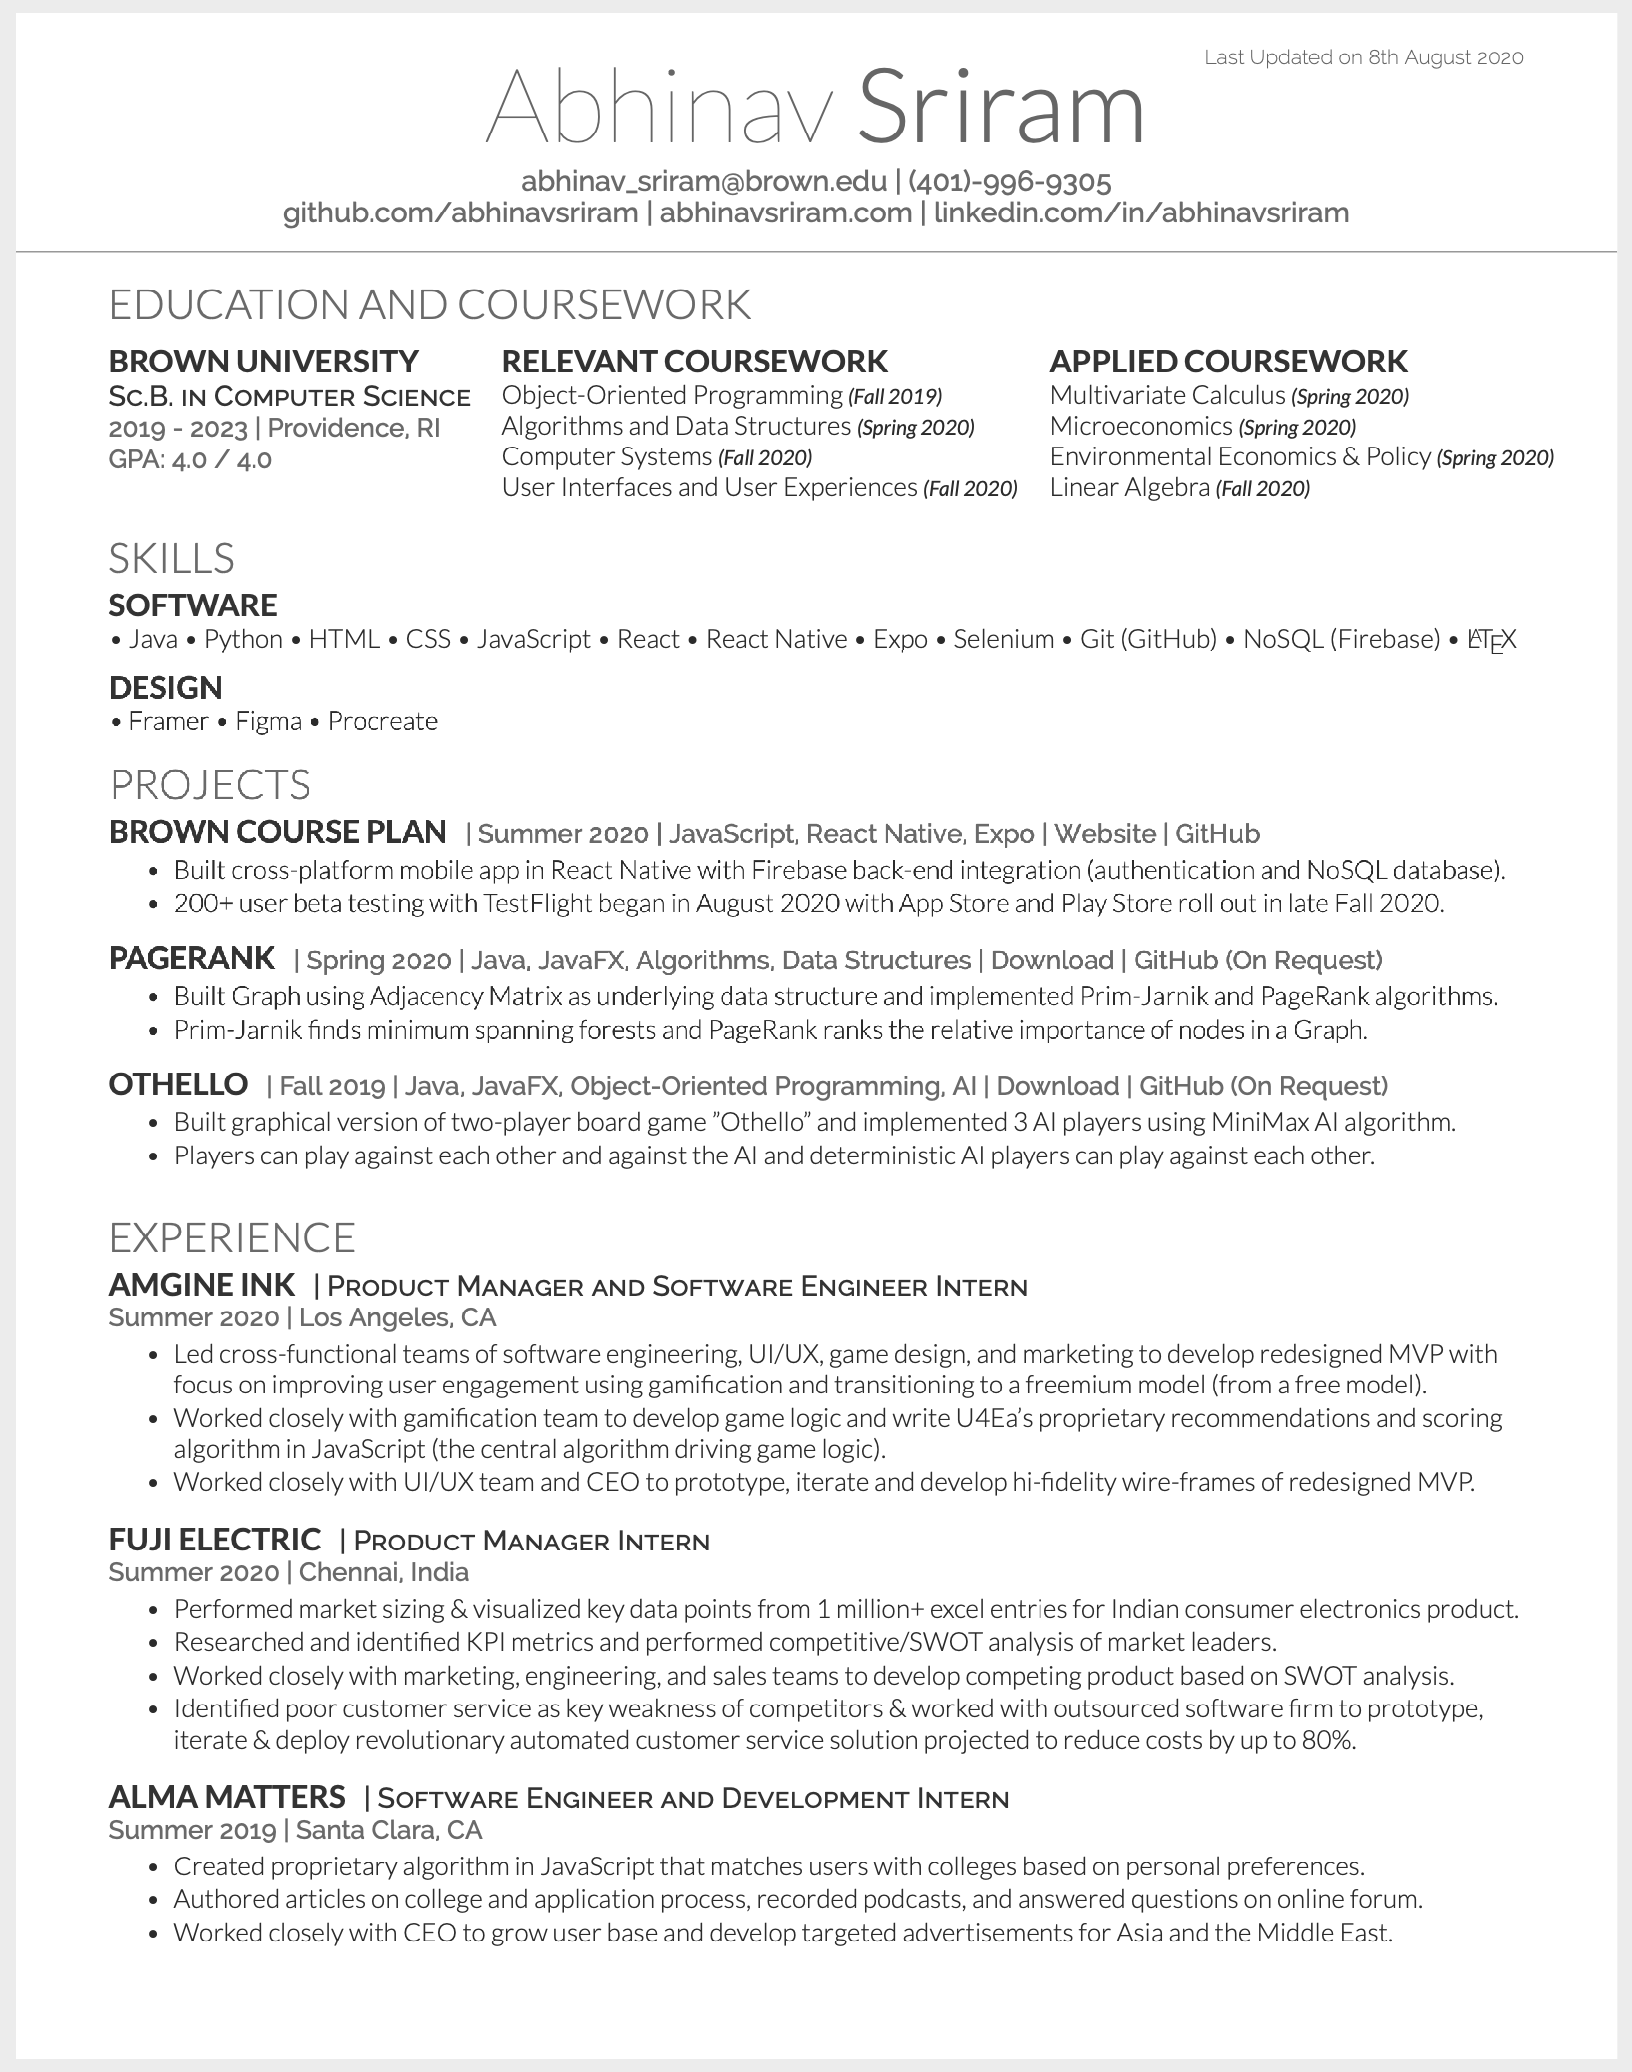 Last Updated on 8th August 2020
Abhinav Sriram
abhinav_sriram@brown.edu | (401)-996-9305
github.com/abhinavsriram | abhinavsriram.com | linkedin.com/in/abhinavsriram
EDUCATION AND COURSEWORK
BROWN UNIVERSITY
Sc.B. in Computer Science
2019 - 2023 | Providence, RI
GPA: 4.0 / 4.0
RELEVANT COURSEWORK
Object-Oriented Programming (Fall 2019)
Algorithms and Data Structures (Spring 2020)
Computer Systems (Fall 2020)
User Interfaces and User Experiences (Fall 2020)
APPLIED COURSEWORK
Multivariate Calculus (Spring 2020)
Microeconomics (Spring 2020)
Environmental Economics & Policy (Spring 2020)
Linear Algebra (Fall 2020)
SKILLS
SOFTWARE
• Java • Python • HTML • CSS • JavaScript • React • React Native • Expo • Selenium • Git (GitHub) • NoSQL (Firebase) • LATEX
DESIGN
• Framer • Figma • Procreate
PROJECTS
BROWN COURSE PLAN | Summer 2020 | JavaScript, React Native, Expo | Website | GitHub
• Built cross-platform mobile app in React Native with Firebase back-end integration (authentication and NoSQL database).
• 200+ user beta testing with TestFlight began in August 2020 with App Store and Play Store roll out in late Fall 2020.
PAGERANK | Spring 2020 | Java, JavaFX, Algorithms, Data Structures | Download | GitHub (On Request)
• Built Graph using Adjacency Matrix as underlying data structure and implemented Prim-Jarnik and PageRank algorithms.
• Prim-Jarnik finds minimum spanning forests and PageRank ranks the relative importance of nodes in a Graph.
OTHELLO | Fall 2019 | Java, JavaFX, Object-Oriented Programming, AI | Download | GitHub (On Request)
• Built graphical version of two-player board game ”Othello” and implemented 3 AI players using MiniMax AI algorithm.
• Players can play against each other and against the AI and deterministic AI players can play against each other.
EXPERIENCE
AMGINE INK | Product Manager and Software Engineer Intern
Summer 2020 | Los Angeles, CA
• Led cross-functional teams of software engineering, UI/UX, game design, and marketing to develop redesigned MVP with
focus on improving user engagement using gamification and transitioning to a freemium model (from a free model).
• Worked closely with gamification team to develop game logic and write U4Ea’s proprietary recommendations and scoring
algorithm in JavaScript (the central algorithm driving game logic).
• Worked closely with UI/UX team and CEO to prototype, iterate and develop hi-fidelity wire-frames of redesigned MVP.
FUJI ELECTRIC | Product Manager Intern
Summer 2020 | Chennai, India
• Performed market sizing & visualized key data points from 1 million+ excel entries for Indian consumer electronics product.
• Researched and identified KPI metrics and performed competitive/SWOT analysis of market leaders.
• Worked closely with marketing, engineering, and sales teams to develop competing product based on SWOT analysis.
• Identified poor customer service as key weakness of competitors & worked with outsourced software firm to prototype,
iterate & deploy revolutionary automated customer service solution projected to reduce costs by up to 80%.
ALMA MATTERS | Software Engineer and Development Intern
Summer 2019 | Santa Clara, CA
• Created proprietary algorithm in JavaScript that matches users with colleges based on personal preferences.
• Authored articles on college and application process, recorded podcasts, and answered questions on online forum.
• Worked closely with CEO to grow user base and develop targeted advertisements for Asia and the Middle East.